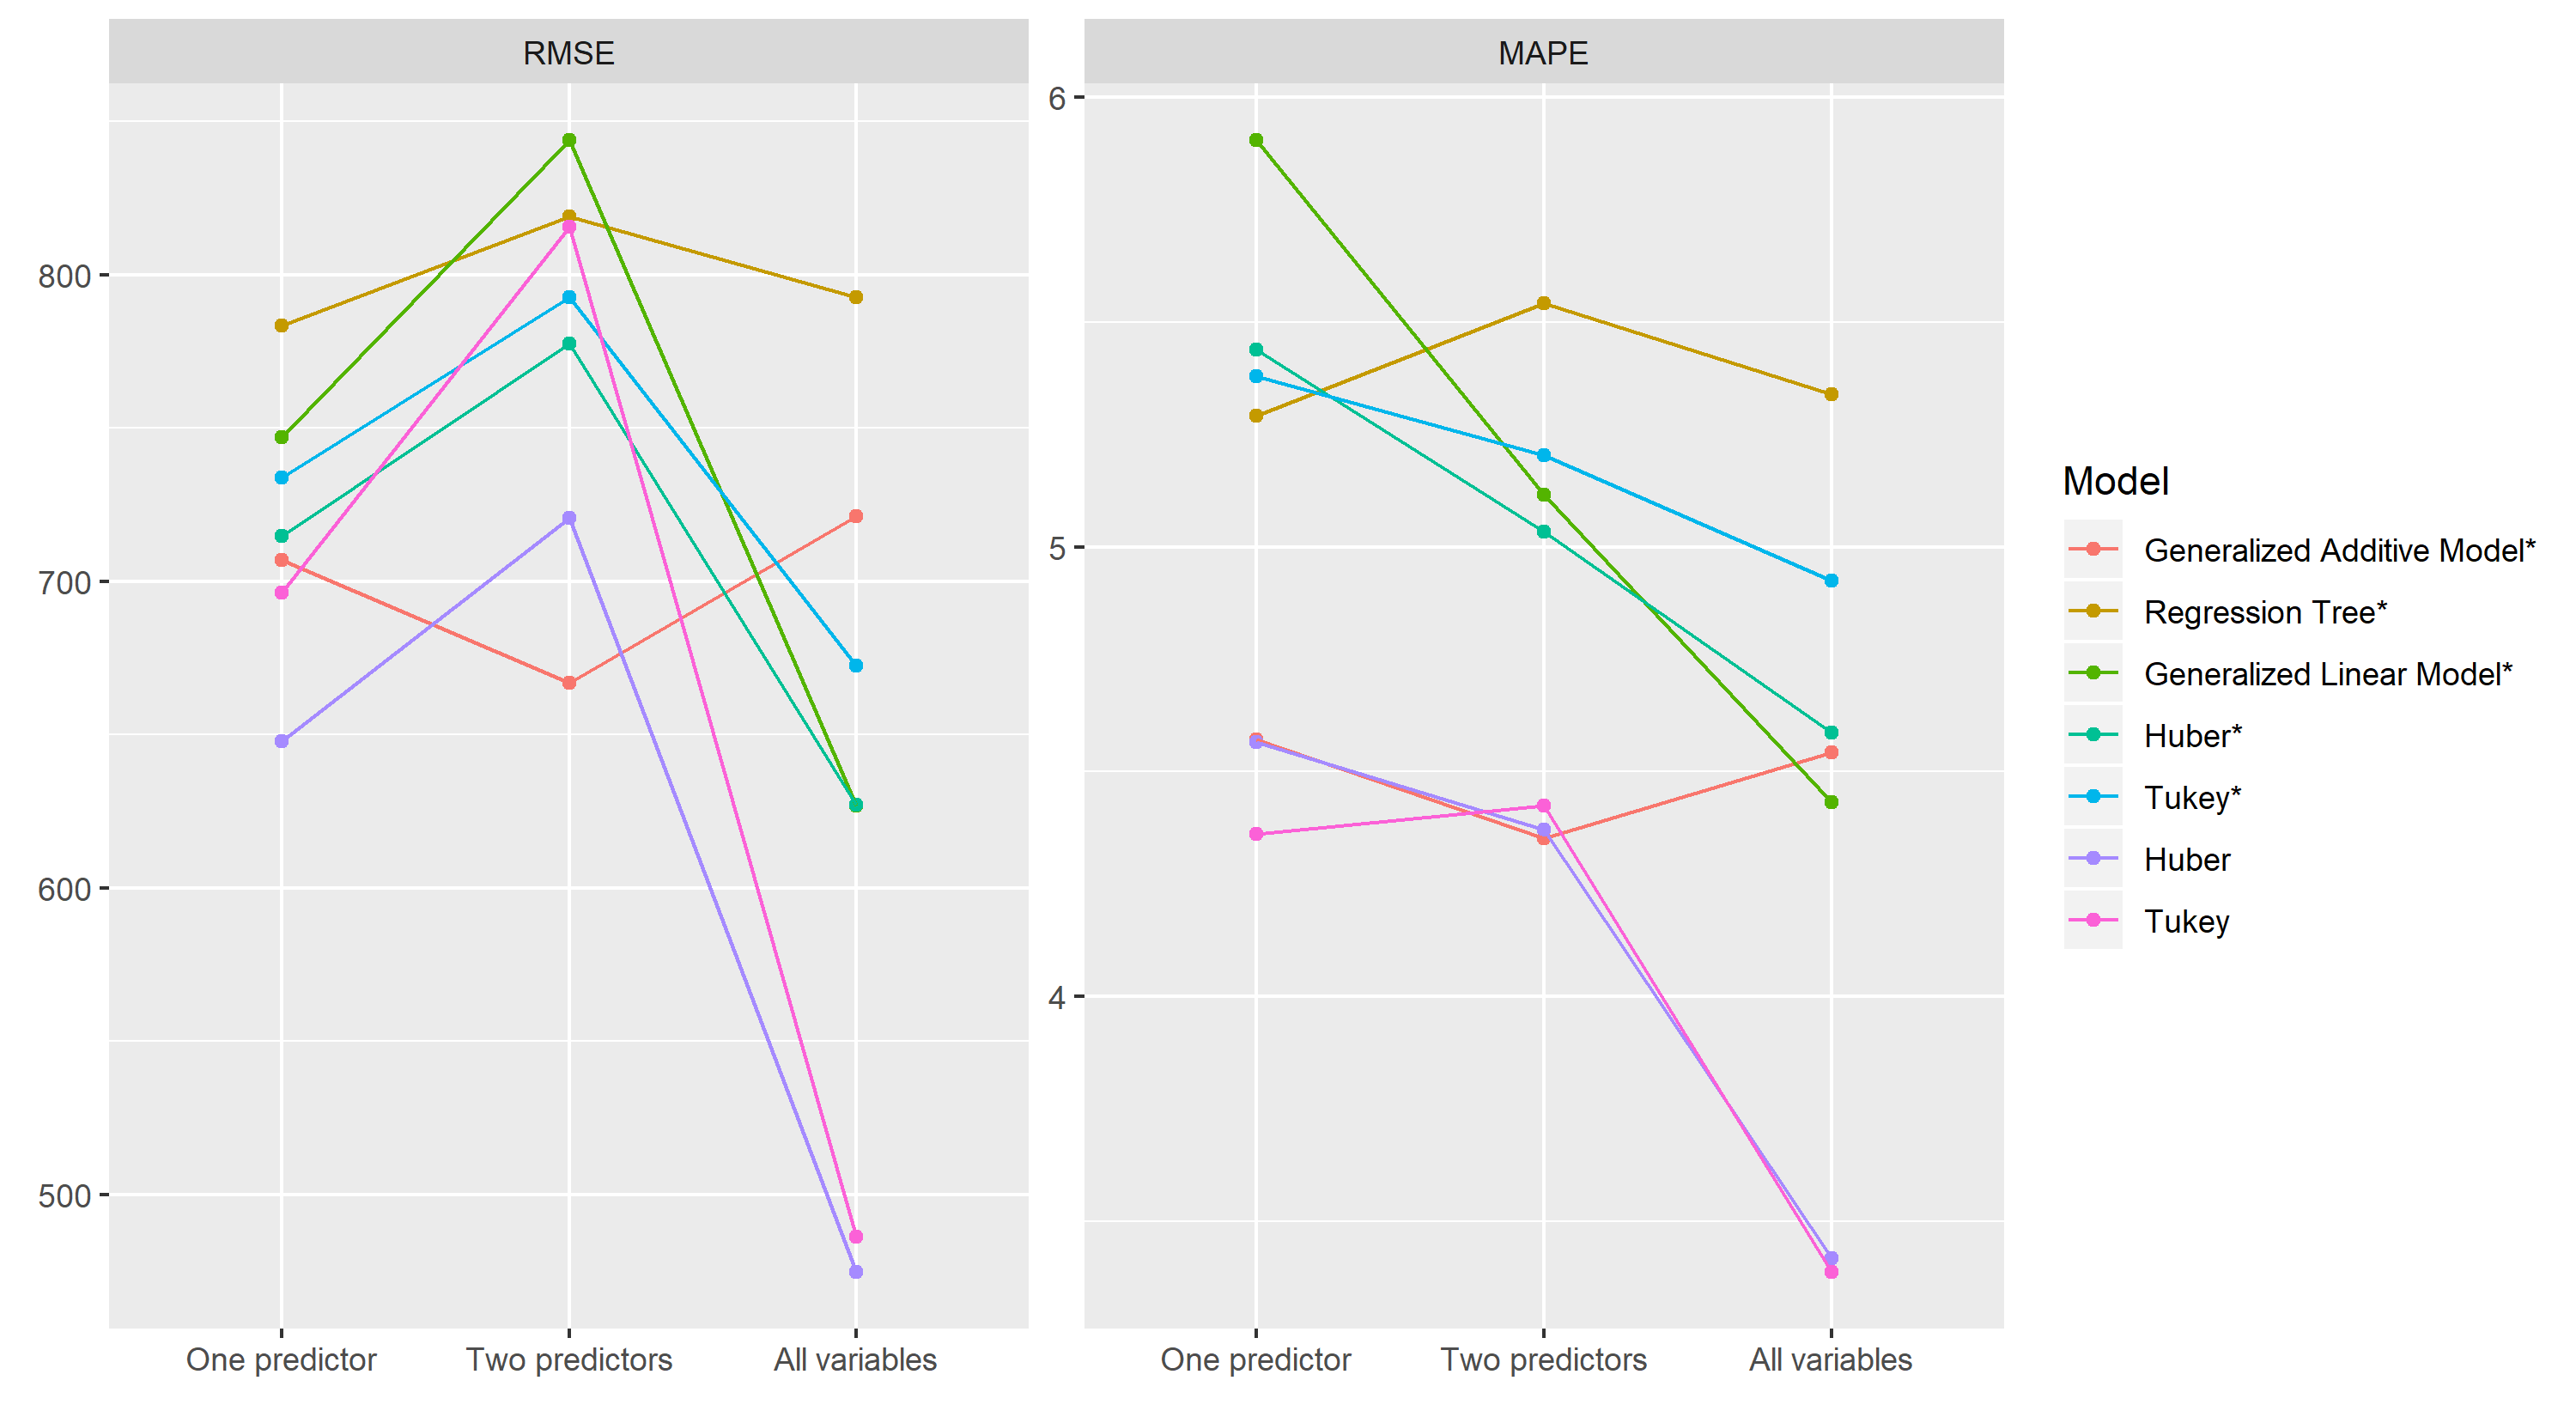 RMSE
MAPE
800
700
600
500
6
5
4
One predictor
Two predictors
All variables
One predictor
Two predictors
All variables
Model
Generalized Additive Model*
Regression Tree*
Generalized Linear Model*
Huber*
Tukey*
Huber
Tukey